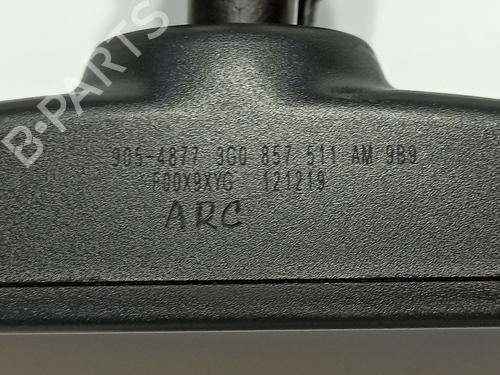 B-PARTS
905-4877 3G0 857 511 AM 9B9
F00X9XYG 121219
ARC